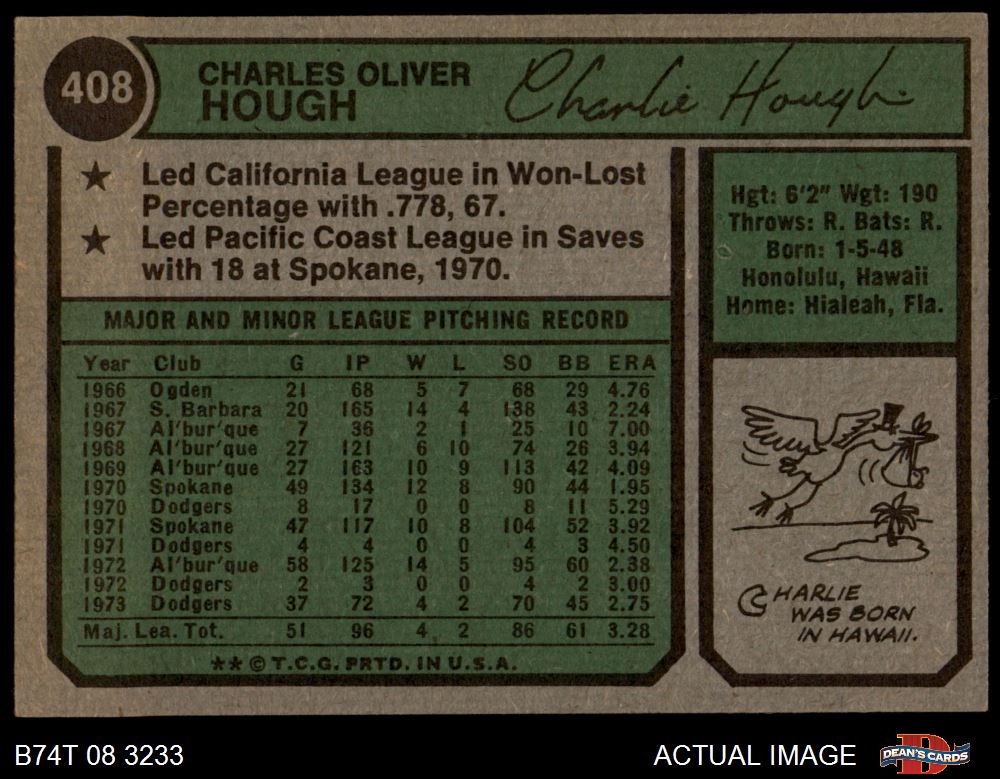 408
CHARLES OLIVER
HOUGH
Charlie Hough
★ Led California League in Won-Lost
Percentage with .778, 67.
★ Led Pacific Coast League in Saves
with 18 at Spokane, 1970.
MAJOR AND MINOR LEAGUE PITCHING RECORD
Year Club G IP W L SO BB ERA
1966 Ogden 21 68 5 7 68 29 4.76
1967 S. Barbara 20 165 14 4 138 43 2.24
1967 Al'bur'que 7 36 2 1 25 10 7.00
1968 Al'bur'que 27 121 6 10 74 26 3.94
1969 Al'bur'que 27 163 10 9 113 42 4.09
1970 Spokane 49 134 12 8 90 44 1.95
1970 Dodgers 8 17 0 0 8 11 5.29
1971 Spokane 47 117 10 8 104 52 3.92
1971 Dodgers 4 4 0 0 4 3 4.50
1972 Al'bur'que 58 125 14 5 95 60 2.38
1972 Dodgers 2 3 0 0 4 2 3.00
1973 Dodgers 37 72 4 2 70 45 2.75
Maj. Lea. Tot. 51 96 4 2 86 61 3.28
** © T.C.G. PRTD. IN U.S.A.
Hgt: 6'2" Wgt: 190
Throws: R. Bats: R.
Born: 1-5-48
Honolulu, Hawaii
Home: Hialeah, Fla.
CHARLIE
WAS BORN
IN HAWAII.
B74T 08 3233
ACTUAL IMAGE
DEAN'S CARDS